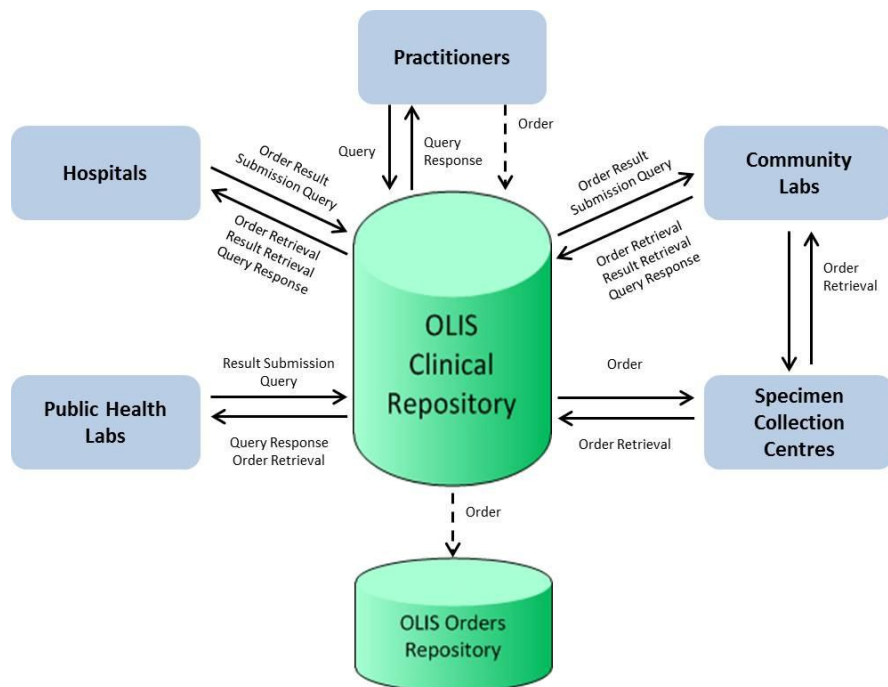 Practitioners
Hospitals
Order Result
Submission Query
Order Retrieval
Result Retrieval
Query Response
Query
Query
Response
Order
Order Result
Submission Query
Order Retrieval
Result Retrieval
Query Response
Community
Labs
Order
Retrieval
OLIS
Clinical
Repository
Public Health
Labs
Result Submission
Query
Query Response
Order Retrieval
Order
Order Retrieval
Specimen
Collection
Centres
Order
OLIS Orders
Repository